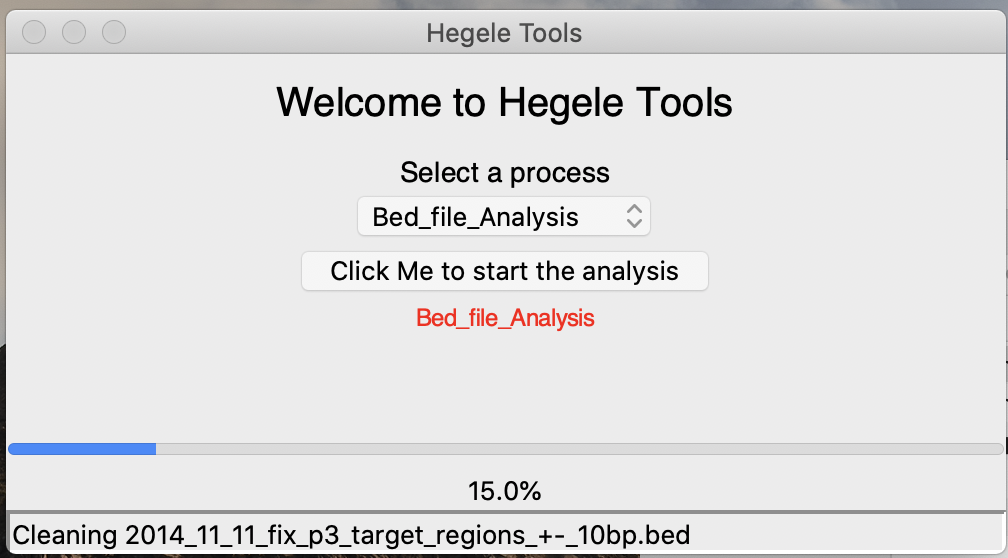 Hegele Tools
Welcome to Hegele Tools
Select a process
Bed_file_Analysis
Click Me to start the analysis
Bed_file_Analysis
15.0%
Cleaning 2014_11_11_fix_p3_target_regions_+-_10bp.bed